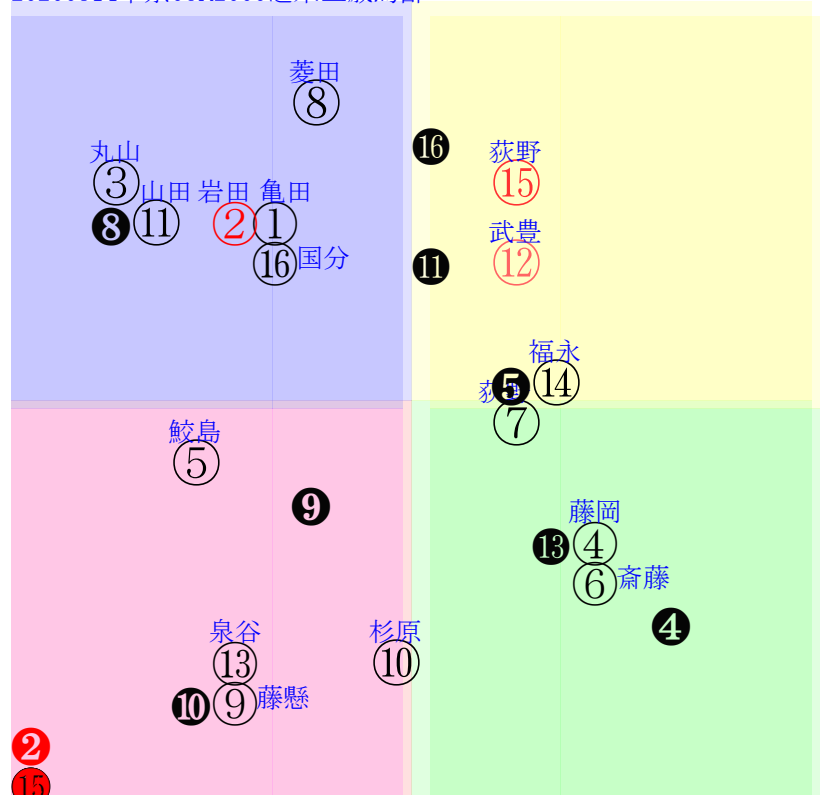 菱田
⑧
⓰
丸山
荻野
③
⑮
山田 岩田 亀田
❽
⑪
②
①
武豊
⑯
国分
⓫
⑫
福永
❺
⑭
⑦
鮫島
⑤
❾
藤岡
⓭
④
⑥
斎藤
❹
泉谷
杉原
⑬
⑩
❿
⑨
藤懸
❷
⑮